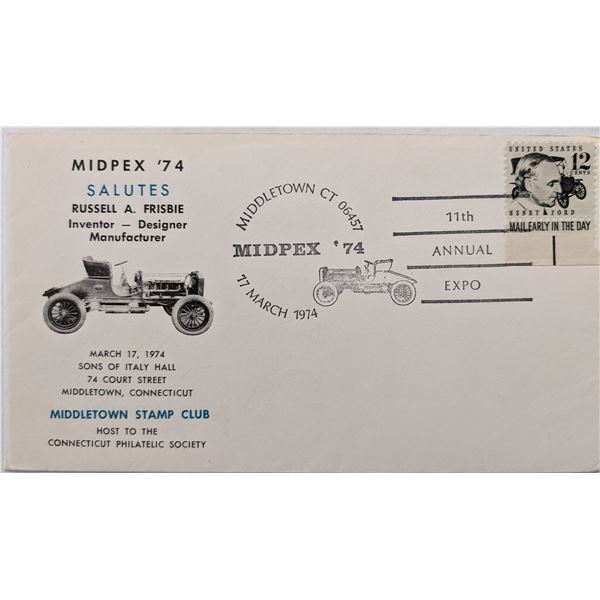 MIDPEX '74
SALUTES
RUSSELL A. FRISBIE
Inventor — Designer
Manufacturer
MARCH 17, 1974
SONS OF ITALY HALL
74 COURT STREET
MIDDLETOWN, CONNECTICUT
MIDDLETOWN STAMP CLUB
HOST TO THE
CONNECTICUT PHILATELIC SOCIETY
MIDDLETOWN CT 06457
MIDPEX '74
17 MARCH 1974
11th
ANNUAL
EXPO
UNITED STATES
12
CENTS
HENRY FORD
MAIL EARLY IN THE DAY